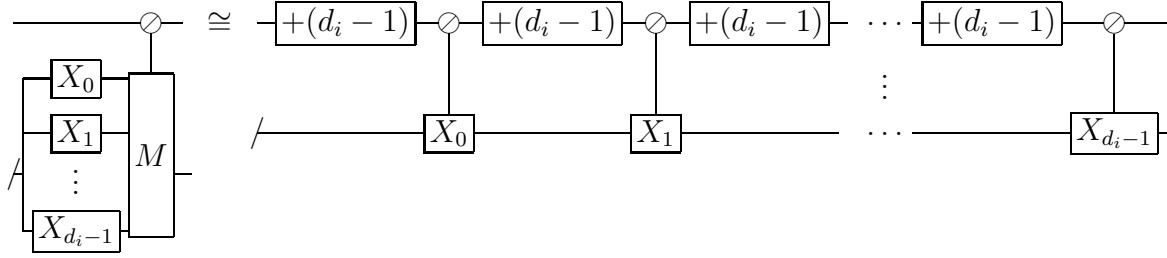 ≅ +(d_i − 1) +(d_i − 1) +(d_i − 1) ⋯ +(d_i − 1)
X_0 ⋮
X_1 M X_0 X_1 ⋯ X_{d_i−1}
⋮
X_{d_i−1}